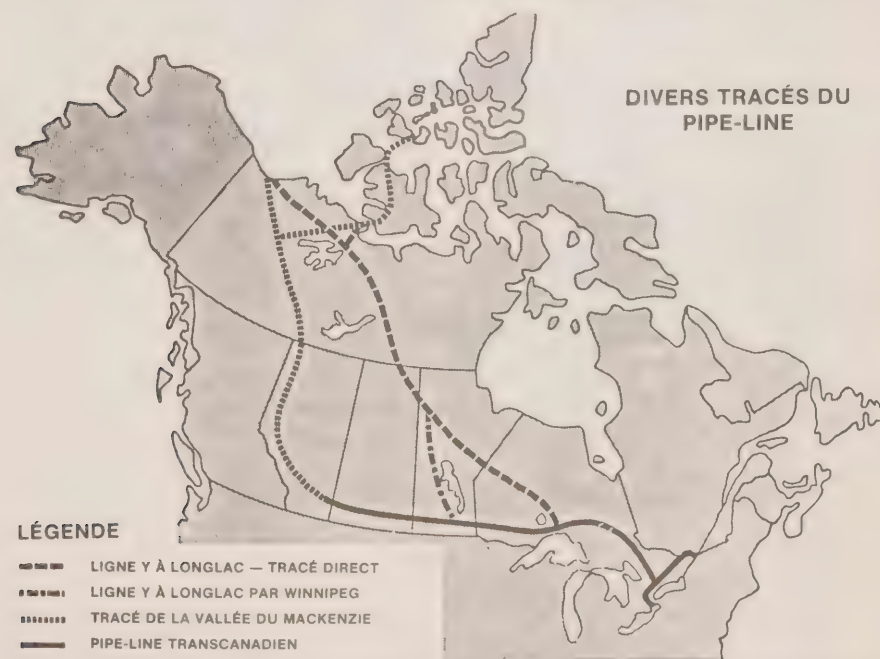 DIVERS TRACÉS DU
PIPE-LINE
LÉGENDE
LIGNE Y À LONGLAC — TRACÉ DIRECT
LIGNE Y À LONGLAC PAR WINNIPEG
TRACÉ DE LA VALLÉE DU MACKENZIE
PIPE-LINE TRANSCANADIEN